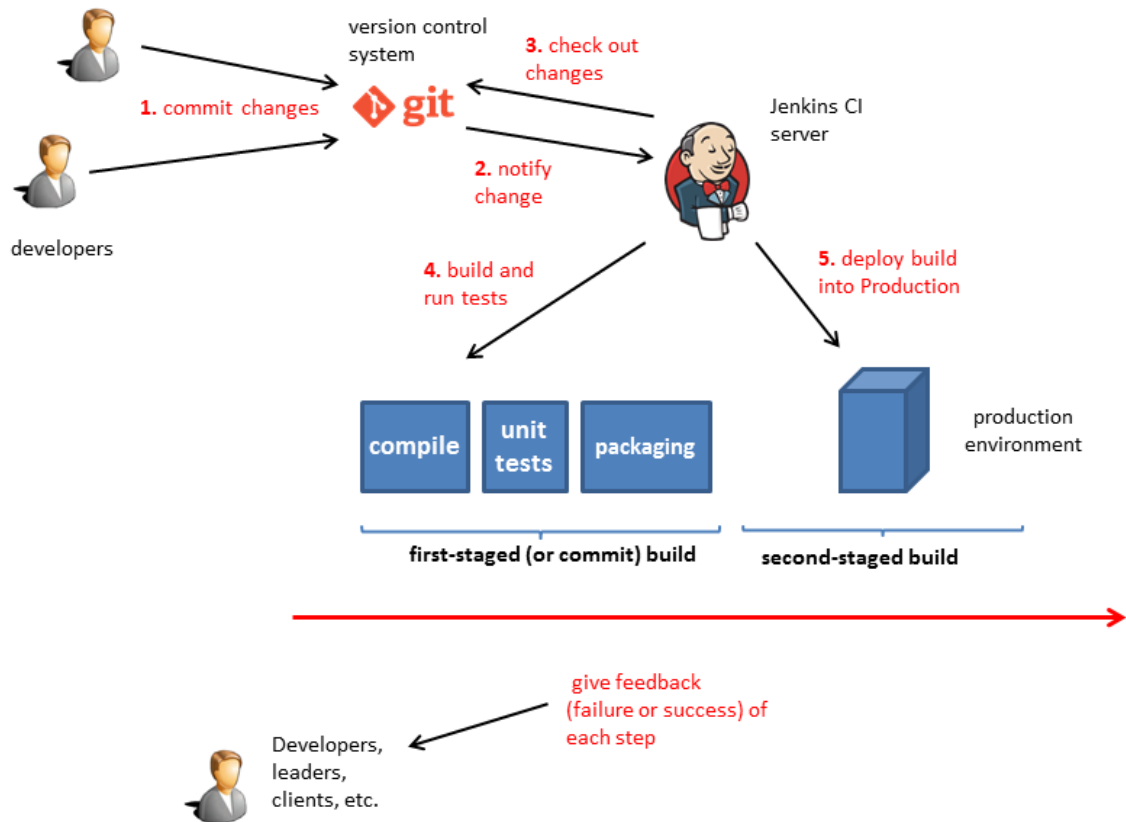 version control
system
git
1. commit changes
3. check out
changes
Jenkins CI
server
2. notify
change
developers
4. build and
run tests
5. deploy build
into Production
compile
unit
tests
packaging
production
environment
first-staged (or commit) build
second-staged build
give feedback
(failure or success) of
each step
Developers,
leaders,
clients, etc.